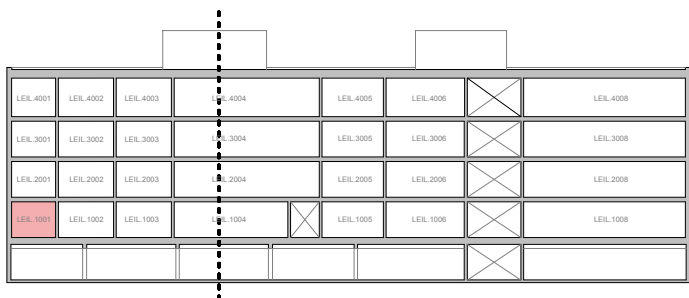 LEIL.4001 LEIL.4002 LEIL.4003 LEIL.4004 LEIL.4005 LEIL.4006 LEIL.4008
LEIL.3001 LEIL.3002 LEIL.3003 LEIL.3004 LEIL.3005 LEIL.3006 LEIL.3008
LEIL.2001 LEIL.2002 LEIL.2003 LEIL.2004 LEIL.2005 LEIL.2006 LEIL.2008
LEIL.1001 LEIL.1002 LEIL.1003 LEIL.1004 LEIL.1005 LEIL.1006 LEIL.1008